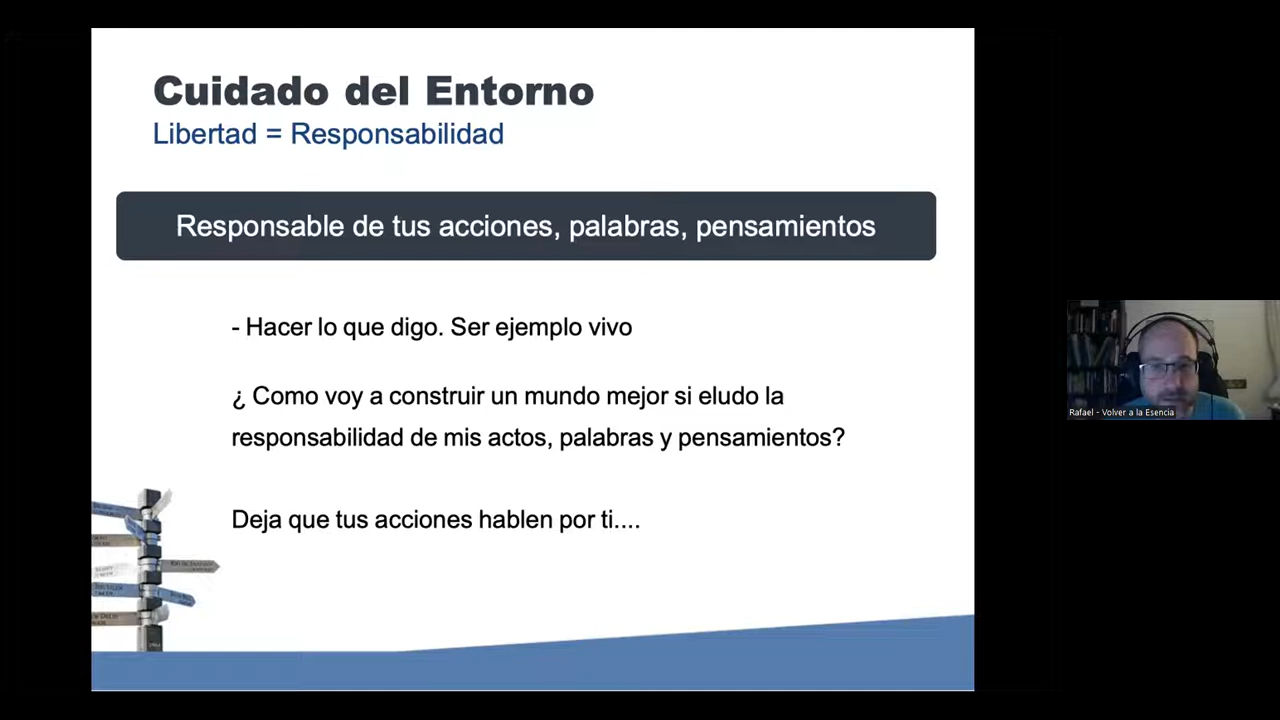 Cuidado del Entorno
Libertad = Responsabilidad
Responsable de tus acciones, palabras, pensamientos
- Hacer lo que digo. Ser ejemplo vivo
¿ Como voy a construir un mundo mejor si eludo la
responsabilidad de mis actos, palabras y pensamientos?
Deja que tus acciones hablen por ti....
Rafael - Volver a la Esencia